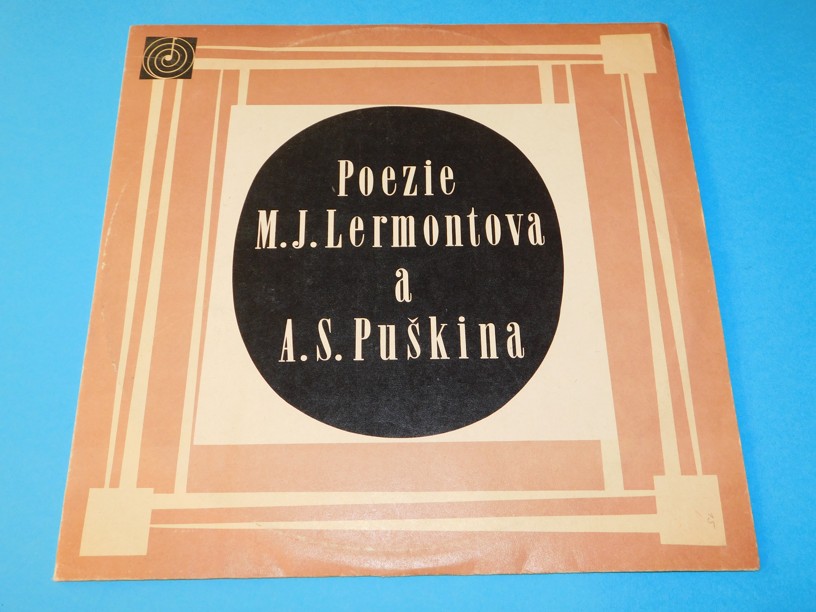 Poezie
M.J. Lermontova
a
A.S. Puškina